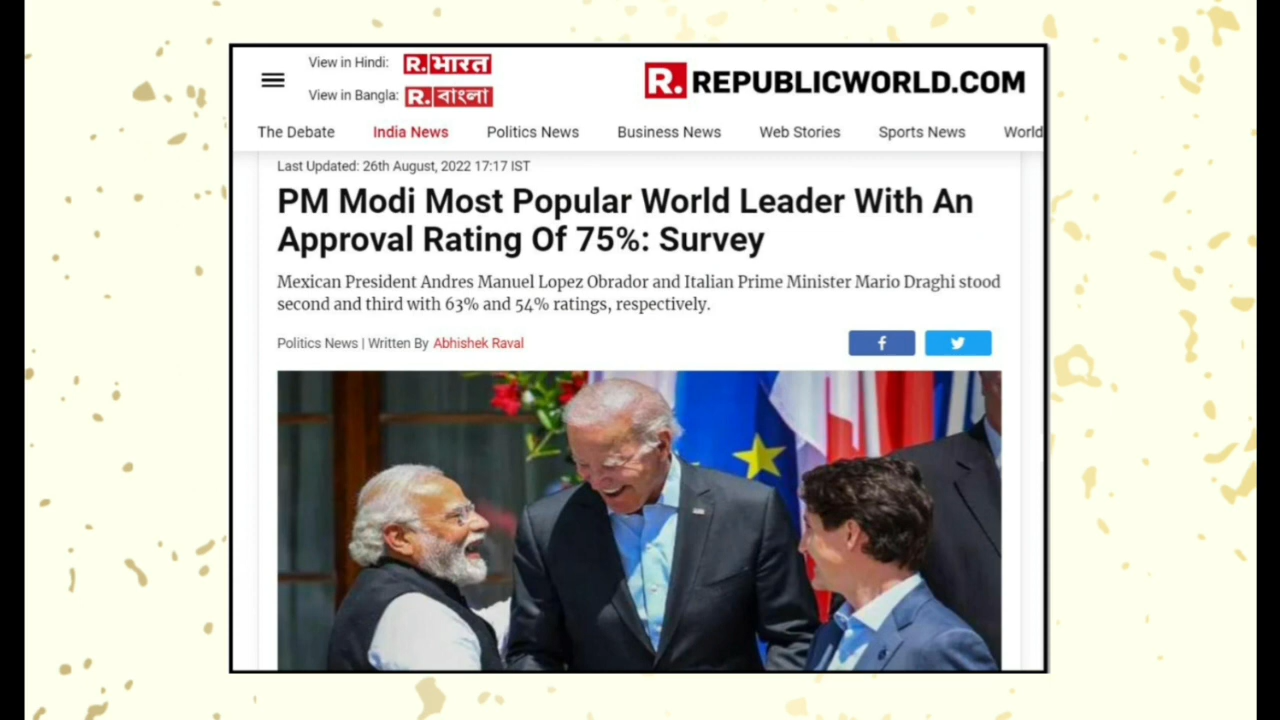 View in Hindi: R.भारत
View in Bangla: R.বাংলা
R.REPUBLICWORLD.COM
The Debate India News Politics News Business News Web Stories Sports News World
Last Updated: 26th August, 2022 17:17 IST
PM Modi Most Popular World Leader With An
Approval Rating Of 75%: Survey
Mexican President Andres Manuel Lopez Obrador and Italian Prime Minister Mario Draghi stood
second and third with 63% and 54% ratings, respectively.
Politics News | Written By Abhishek Raval